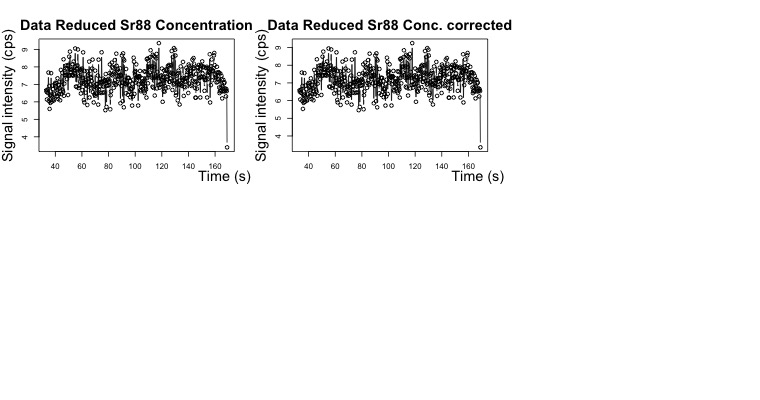 Data Reduced Sr88 Concentration
Signal intensity (cps)
9
8
7
6
5
4
40 60 80 100 120 140 160
Time (s)
Data Reduced Sr88 Conc. corrected
Signal intensity (cps)
9
8
7
6
5
4
40 60 80 100 120 140 160
Time (s)